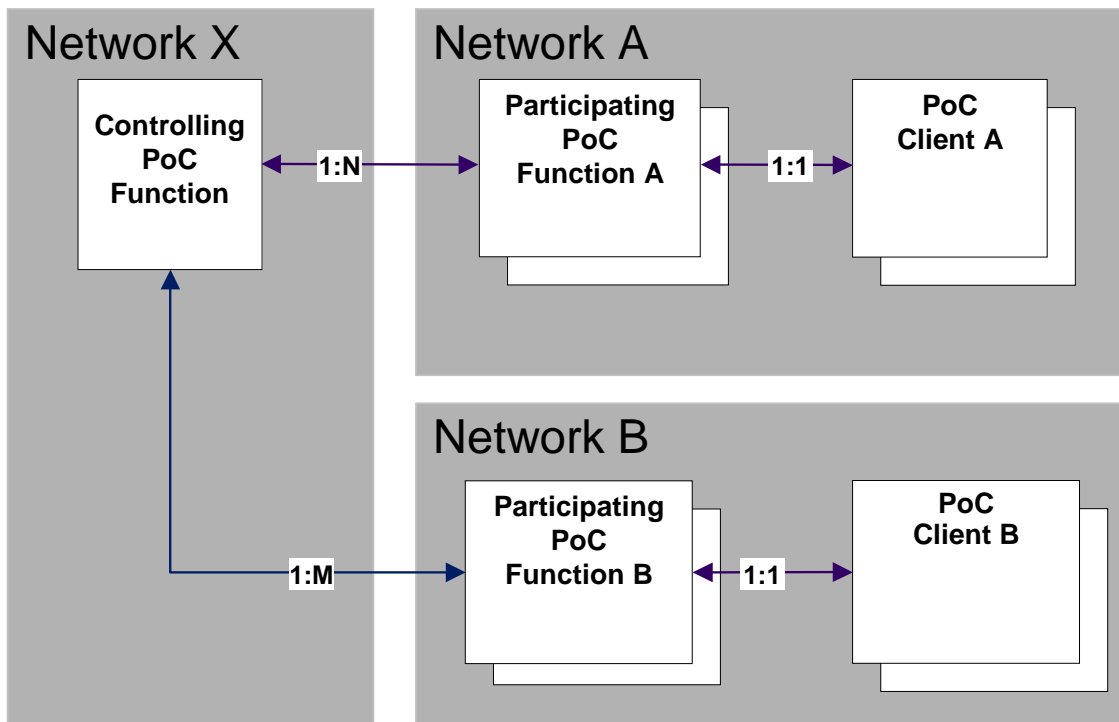 Network X
Controlling
PoC
Function
1:N
Network A
Participating
PoC
Function A
1:1
PoC
Client A
1:M
Network B
Participating
PoC
Function B
1:1
PoC
Client B